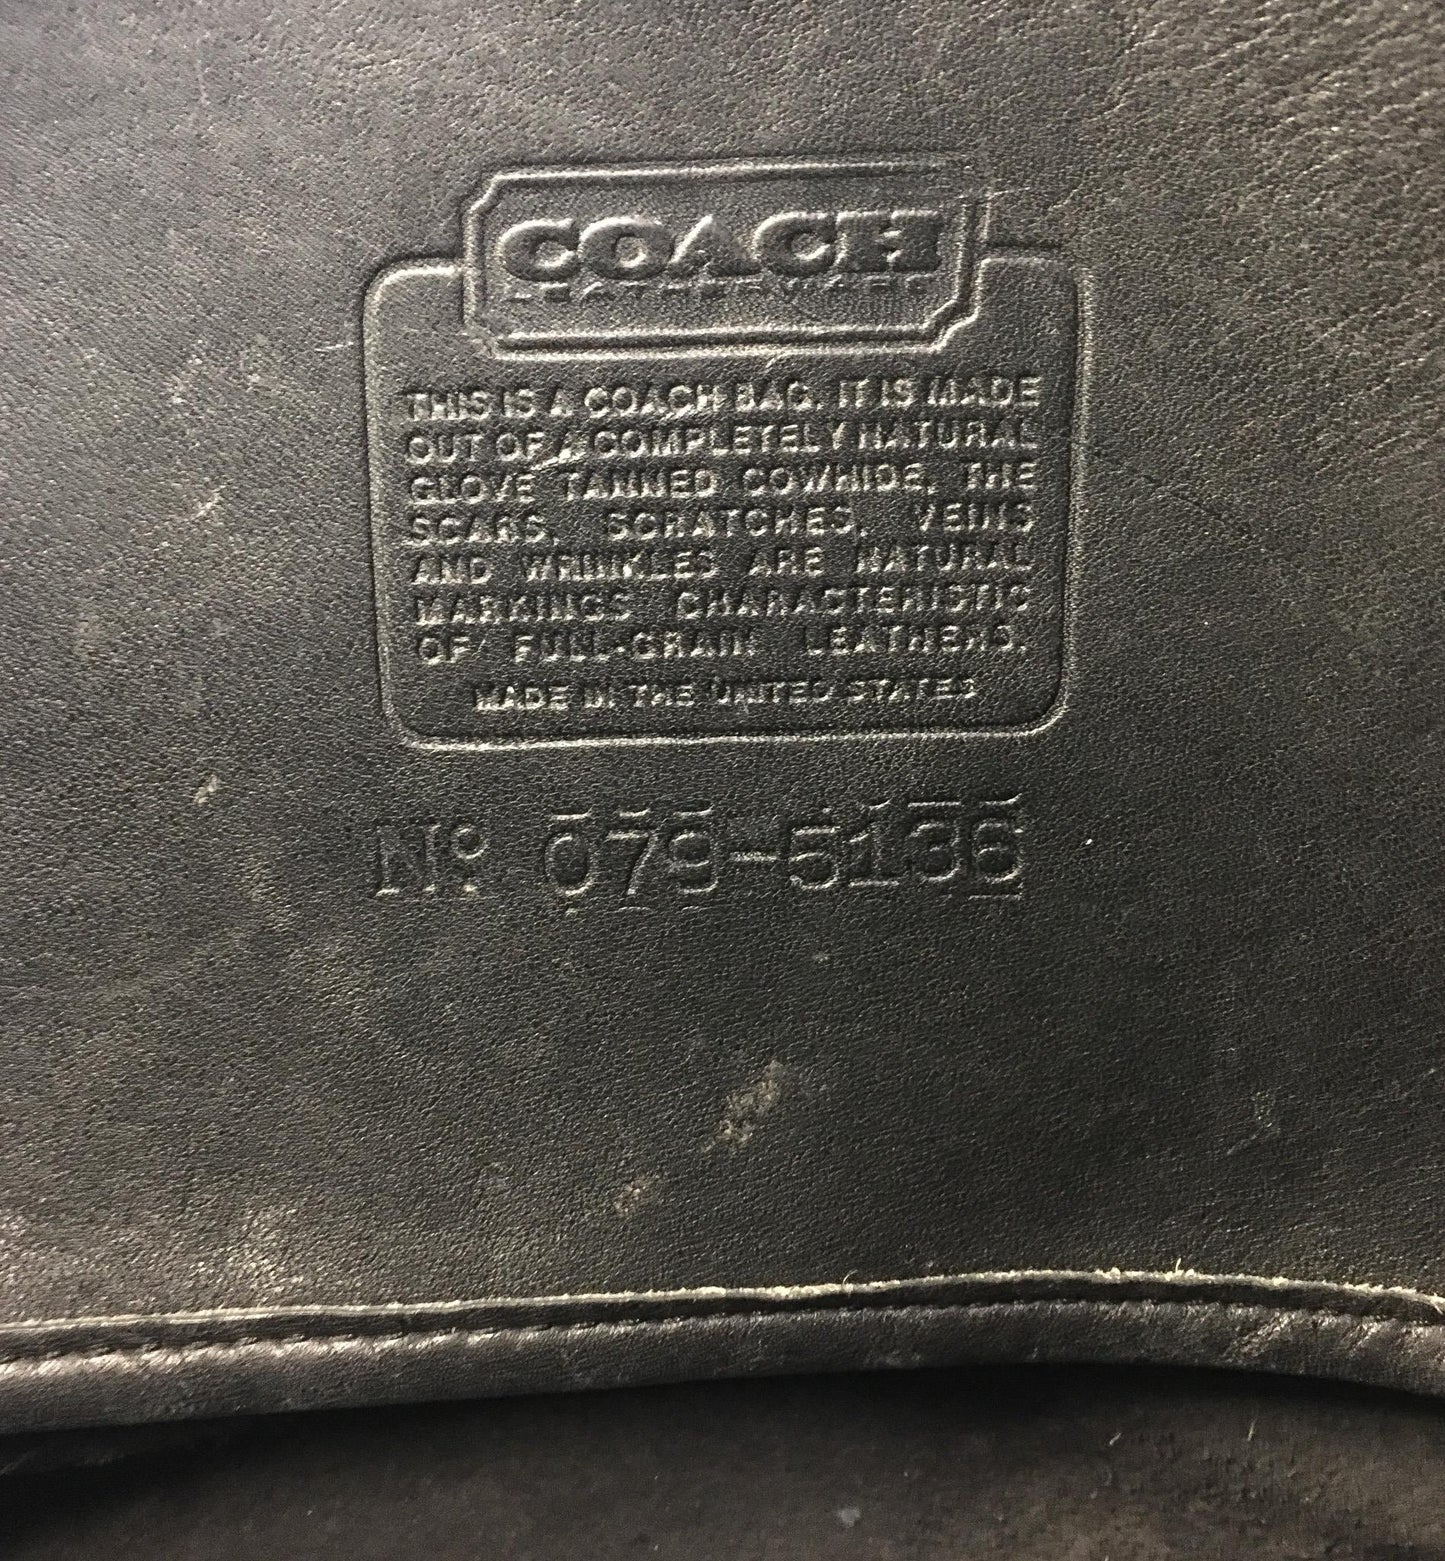 COACH
LEATHERWARE
THIS IS A COACH BAG. IT IS MADE
OUT OF A COMPLETELY NATURAL
GLOVE TANNED COWHIDE, THE
SCARS, SCRATCHES, VEINS
AND WRINKLES ARE NATURAL
MARKINGS CHARACTERISTIC
OF FULL-GRAIN LEATHERS.
MADE IN THE UNITED STATES
Nº 079-5136